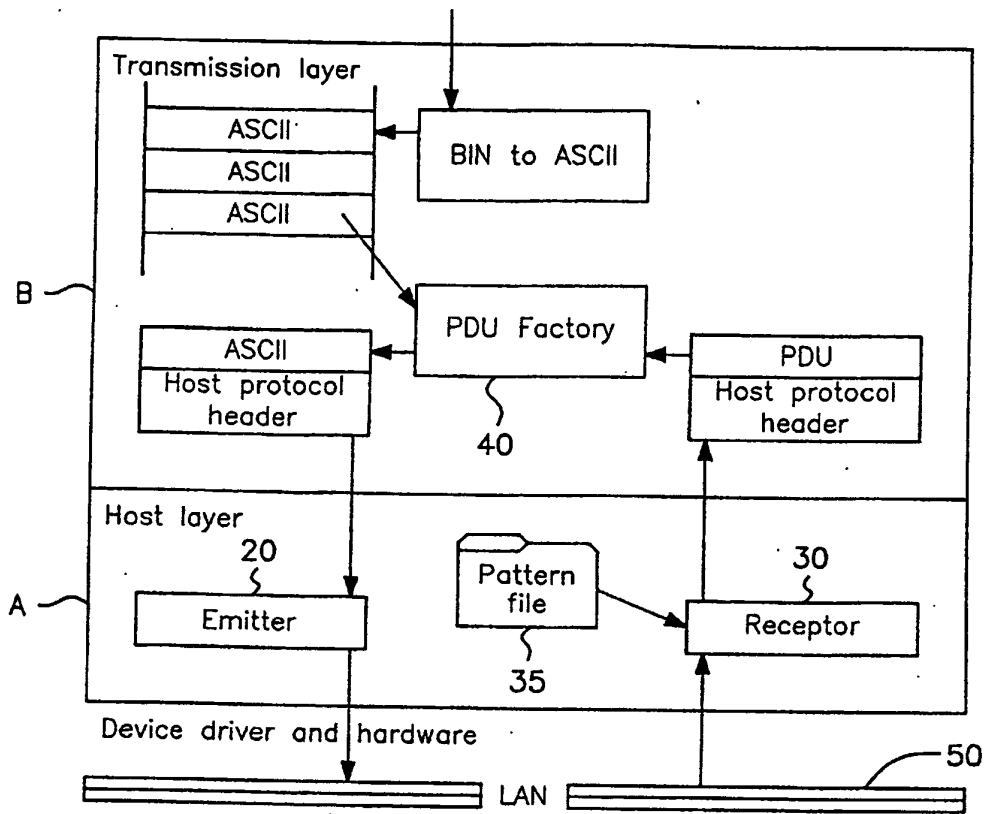 Transmission layer
ASCII
ASCII
ASCII
BIN to ASCII
B
PDU Factory
40
ASCII
Host protocol
header
PDU
Host protocol
header
Host layer
A
20
Emitter
Pattern
file
35
30
Receptor
Device driver and hardware
LAN
50